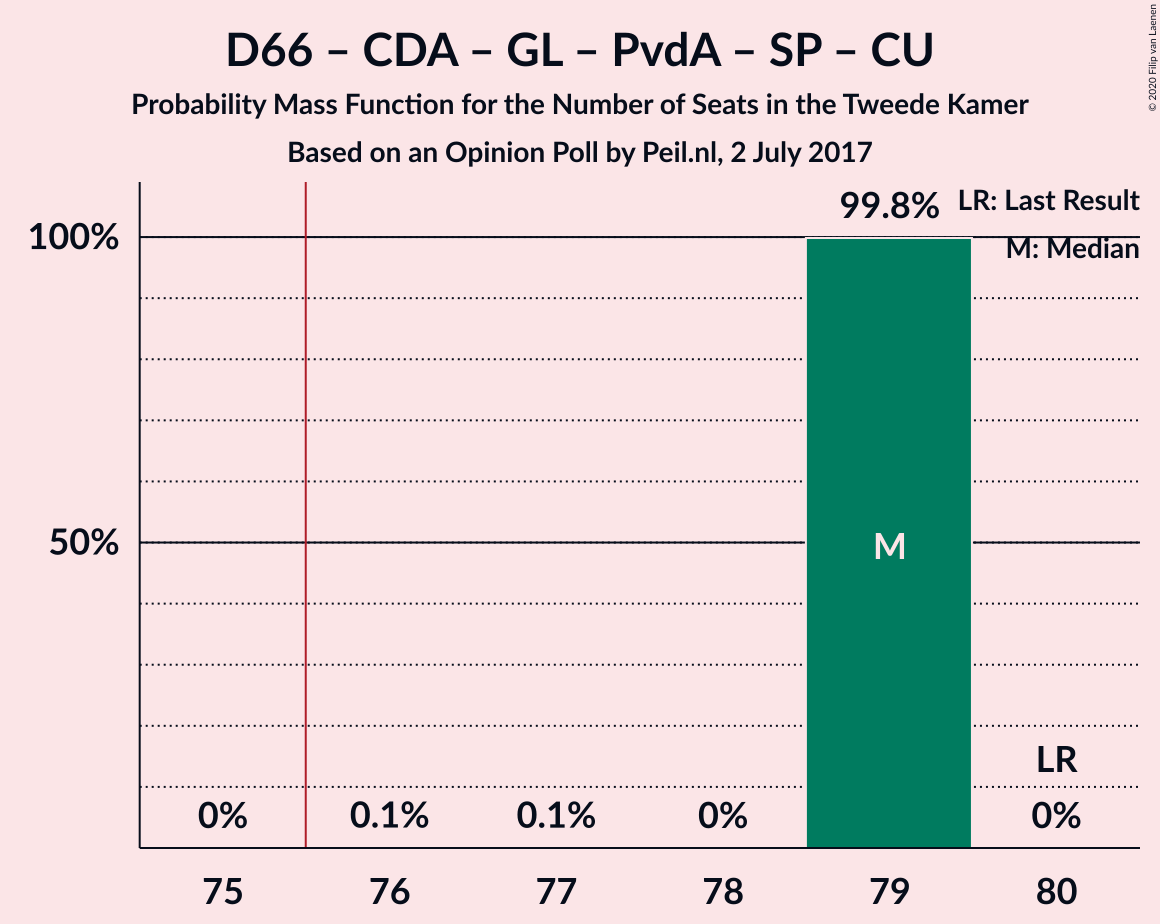 D66 – CDA – GL – PvdA – SP – CU
Probability Mass Function for the Number of Seats in the Tweede Kamer
Based on an Opinion Poll by Peil.nl, 2 July 2017
© 2020 Filip van Laenen
99.8%
LR: Last Result
100%
M: Median
50%
M
LR
0% 0.1% 0.1% 0% 0%
75 76 77 78 79 80